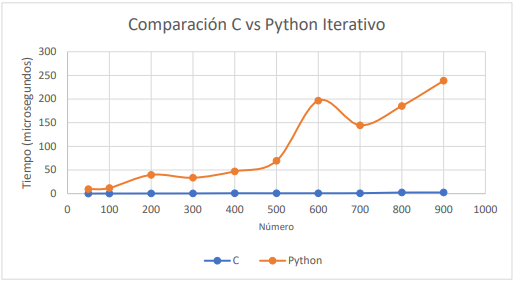 Comparación C vs Python Iterativo
Tiempo (microsegundos)
300
250
200
150
100
50
0
0 100 200 300 400 500 600 700 800 900 1000
Número
C Python